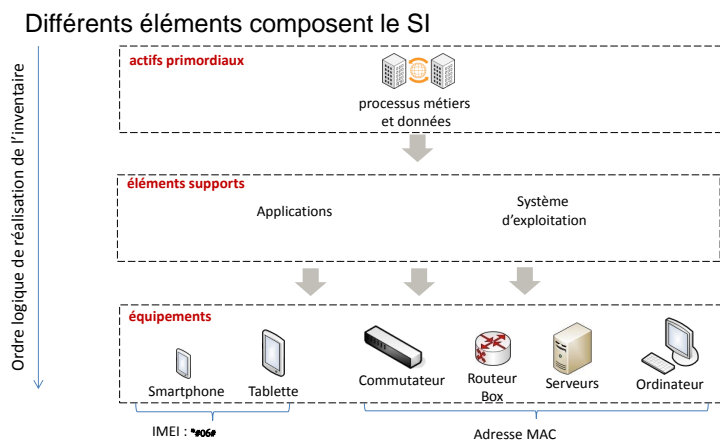 Différents éléments composent le SI
Ordre logique de réalisation de l'inventaire
actifs primordiaux
processus métiers
et données
éléments supports
Applications
Système
d'exploitation
équipements
Smartphone
Tablette
Commutateur
Routeur
Box
Serveurs
Ordinateur
IMEI : *#06#
Adresse MAC